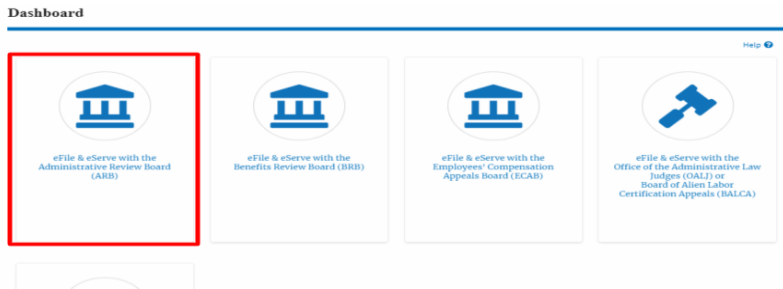 Dashboard
Help
eFile & eServe with the
Administrative Review Board
(ARB)
eFile & eServe with the
Benefits Review Board (BRB)
eFile & eServe with the
Employees' Compensation
Appeals Board (ECAB)
eFile & eServe with the
Office of the Administrative Law
Judges (OALJ) or
Board of Alien Labor
Certification Appeals (BALCA)